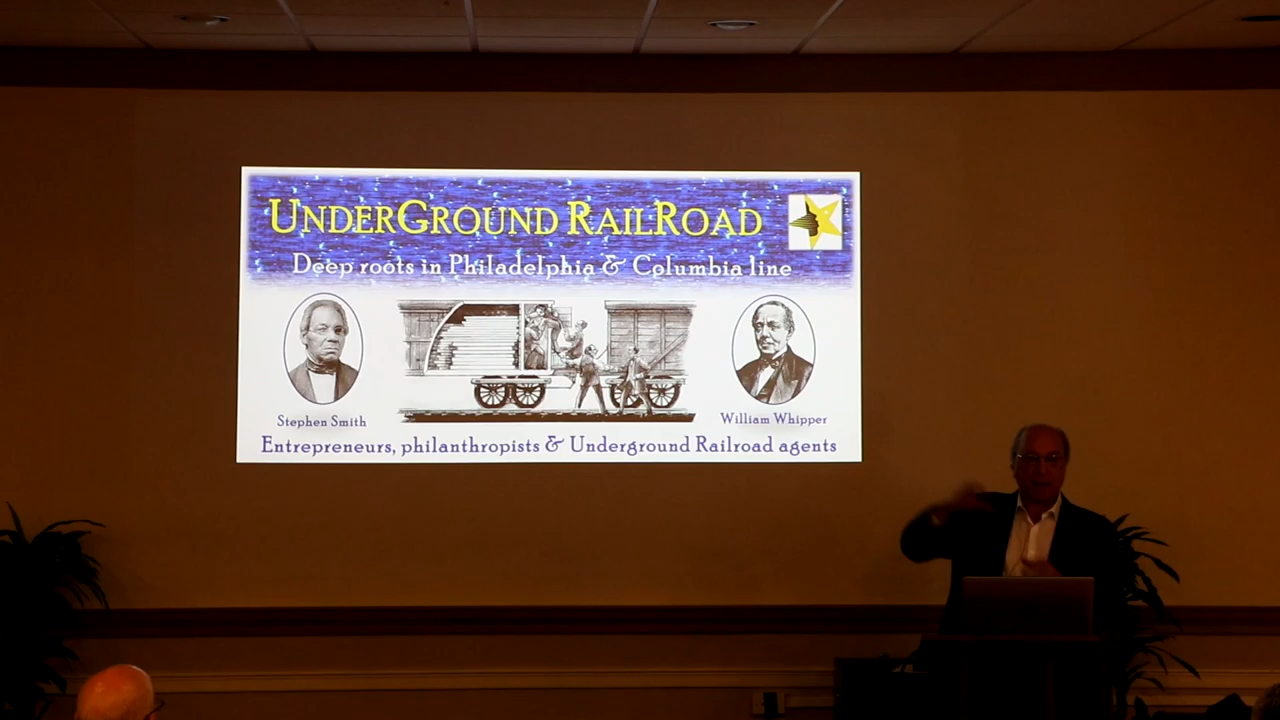 UNDERGROUND RAILROAD
Deep roots in Philadelphia & Columbia line
Stephen Smith
William Whipper
Entrepreneurs, philanthropists & Underground Railroad agents